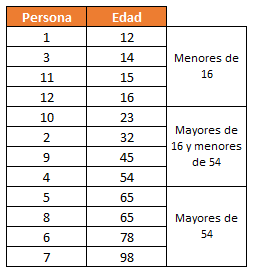 Persona Edad
1 12
3 14
11 15
12 16
Menores de
16
10 23
2 32
9 45
4 54
Mayores de
16 y menores
de 54
5 65
8 65
6 78
7 98
Mayores de
54